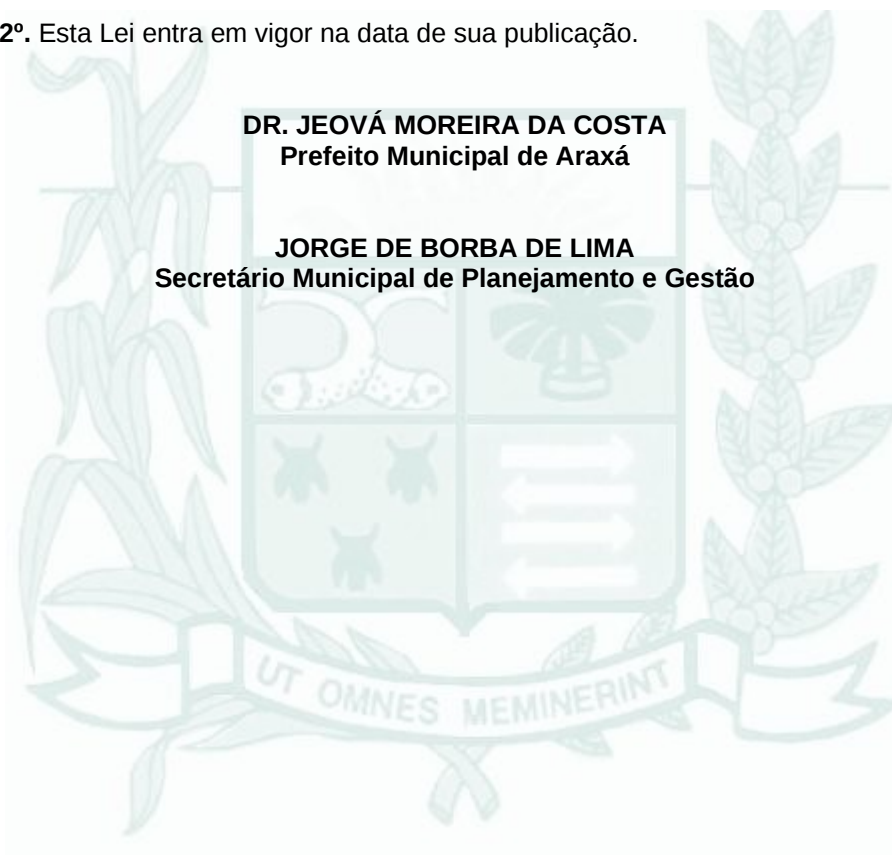 2º. Esta Lei entra em vigor na data de sua publicação.
DR. JEOVÁ MOREIRA DA COSTA
Prefeito Municipal de Araxá
JORGE DE BORBA DE LIMA
Secretário Municipal de Planejamento e Gestão
UT OMNES MEMINERINT